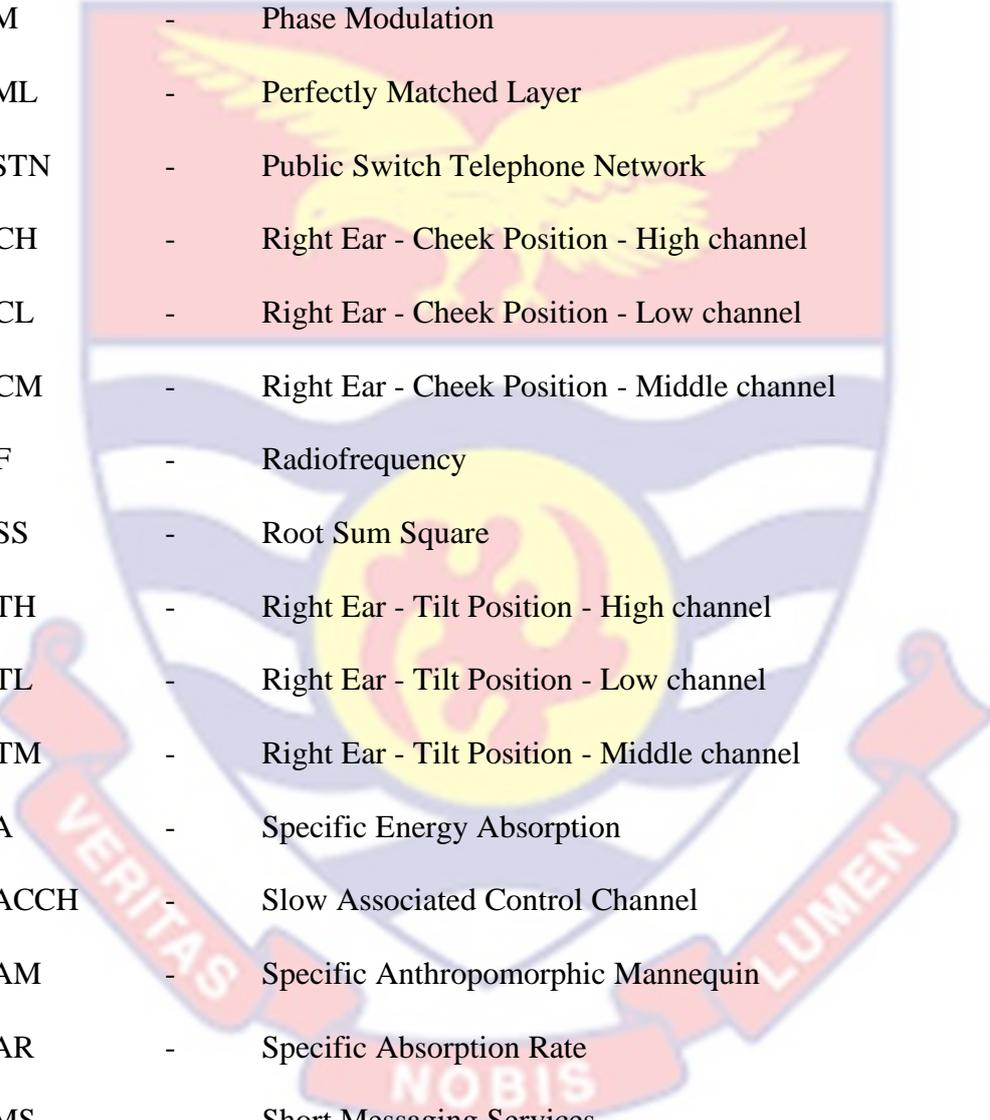 M - Phase Modulation
ML - Perfectly Matched Layer
STN - Public Switch Telephone Network
CH - Right Ear - Cheek Position - High channel
CL - Right Ear - Cheek Position - Low channel
CM - Right Ear - Cheek Position - Middle channel
F - Radiofrequency
SS - Root Sum Square
TH - Right Ear - Tilt Position - High channel
TL - Right Ear - Tilt Position - Low channel
TM - Right Ear - Tilt Position - Middle channel
A - Specific Energy Absorption
ACCH - Slow Associated Control Channel
AM - Specific Anthropomorphic Mannequin
AR - Specific Absorption Rate
MS - Short Messaging Services
VERITAS
NOBIS
LUMEN